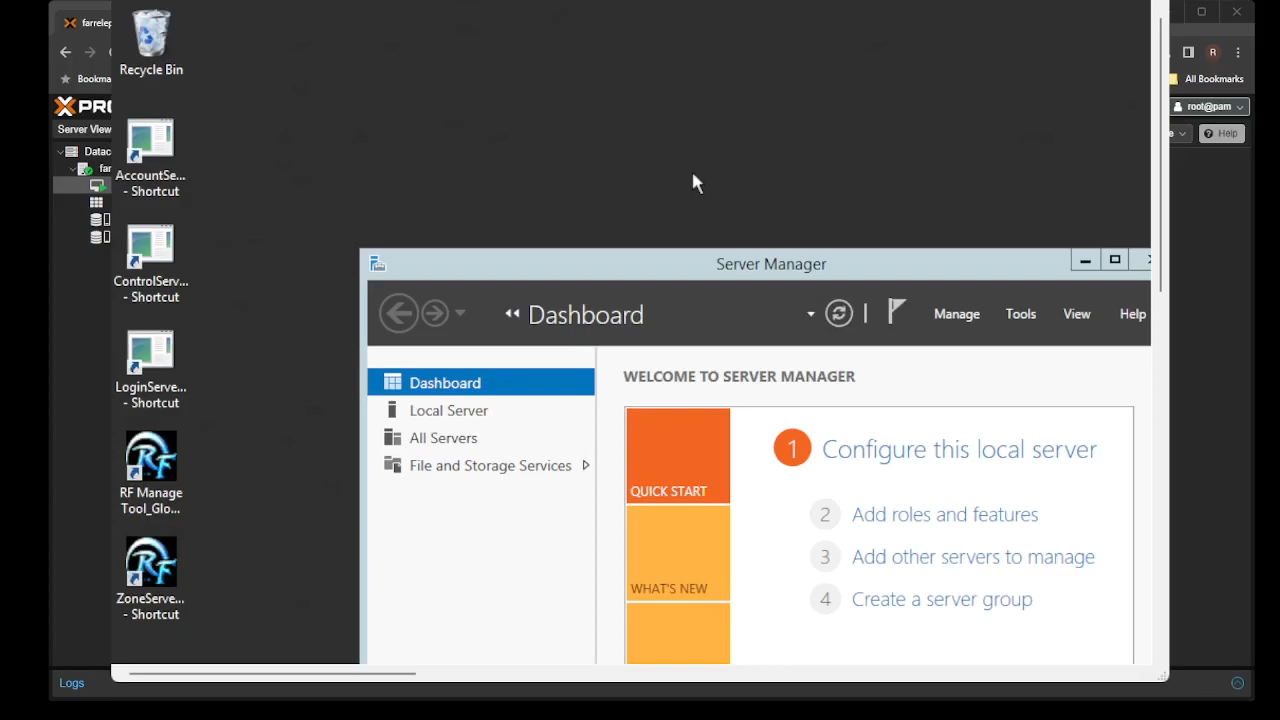 farrelep
Bookma
All Bookmarks
R
PRO
root@pam
Server View
e
Help
Datac
far
Recycle Bin
AccountSe...
- Shortcut
ControlServ...
- Shortcut
LoginServe...
- Shortcut
RF
RF Manage
Tool_Glo...
RF
ZoneServe...
- Shortcut
Server Manager
Dashboard
Manage
Tools
View
Help
Dashboard
Local Server
All Servers
File and Storage Services
WELCOME TO SERVER MANAGER
QUICK START
WHAT'S NEW
1 Configure this local server
2 Add roles and features
3 Add other servers to manage
4 Create a server group
Logs